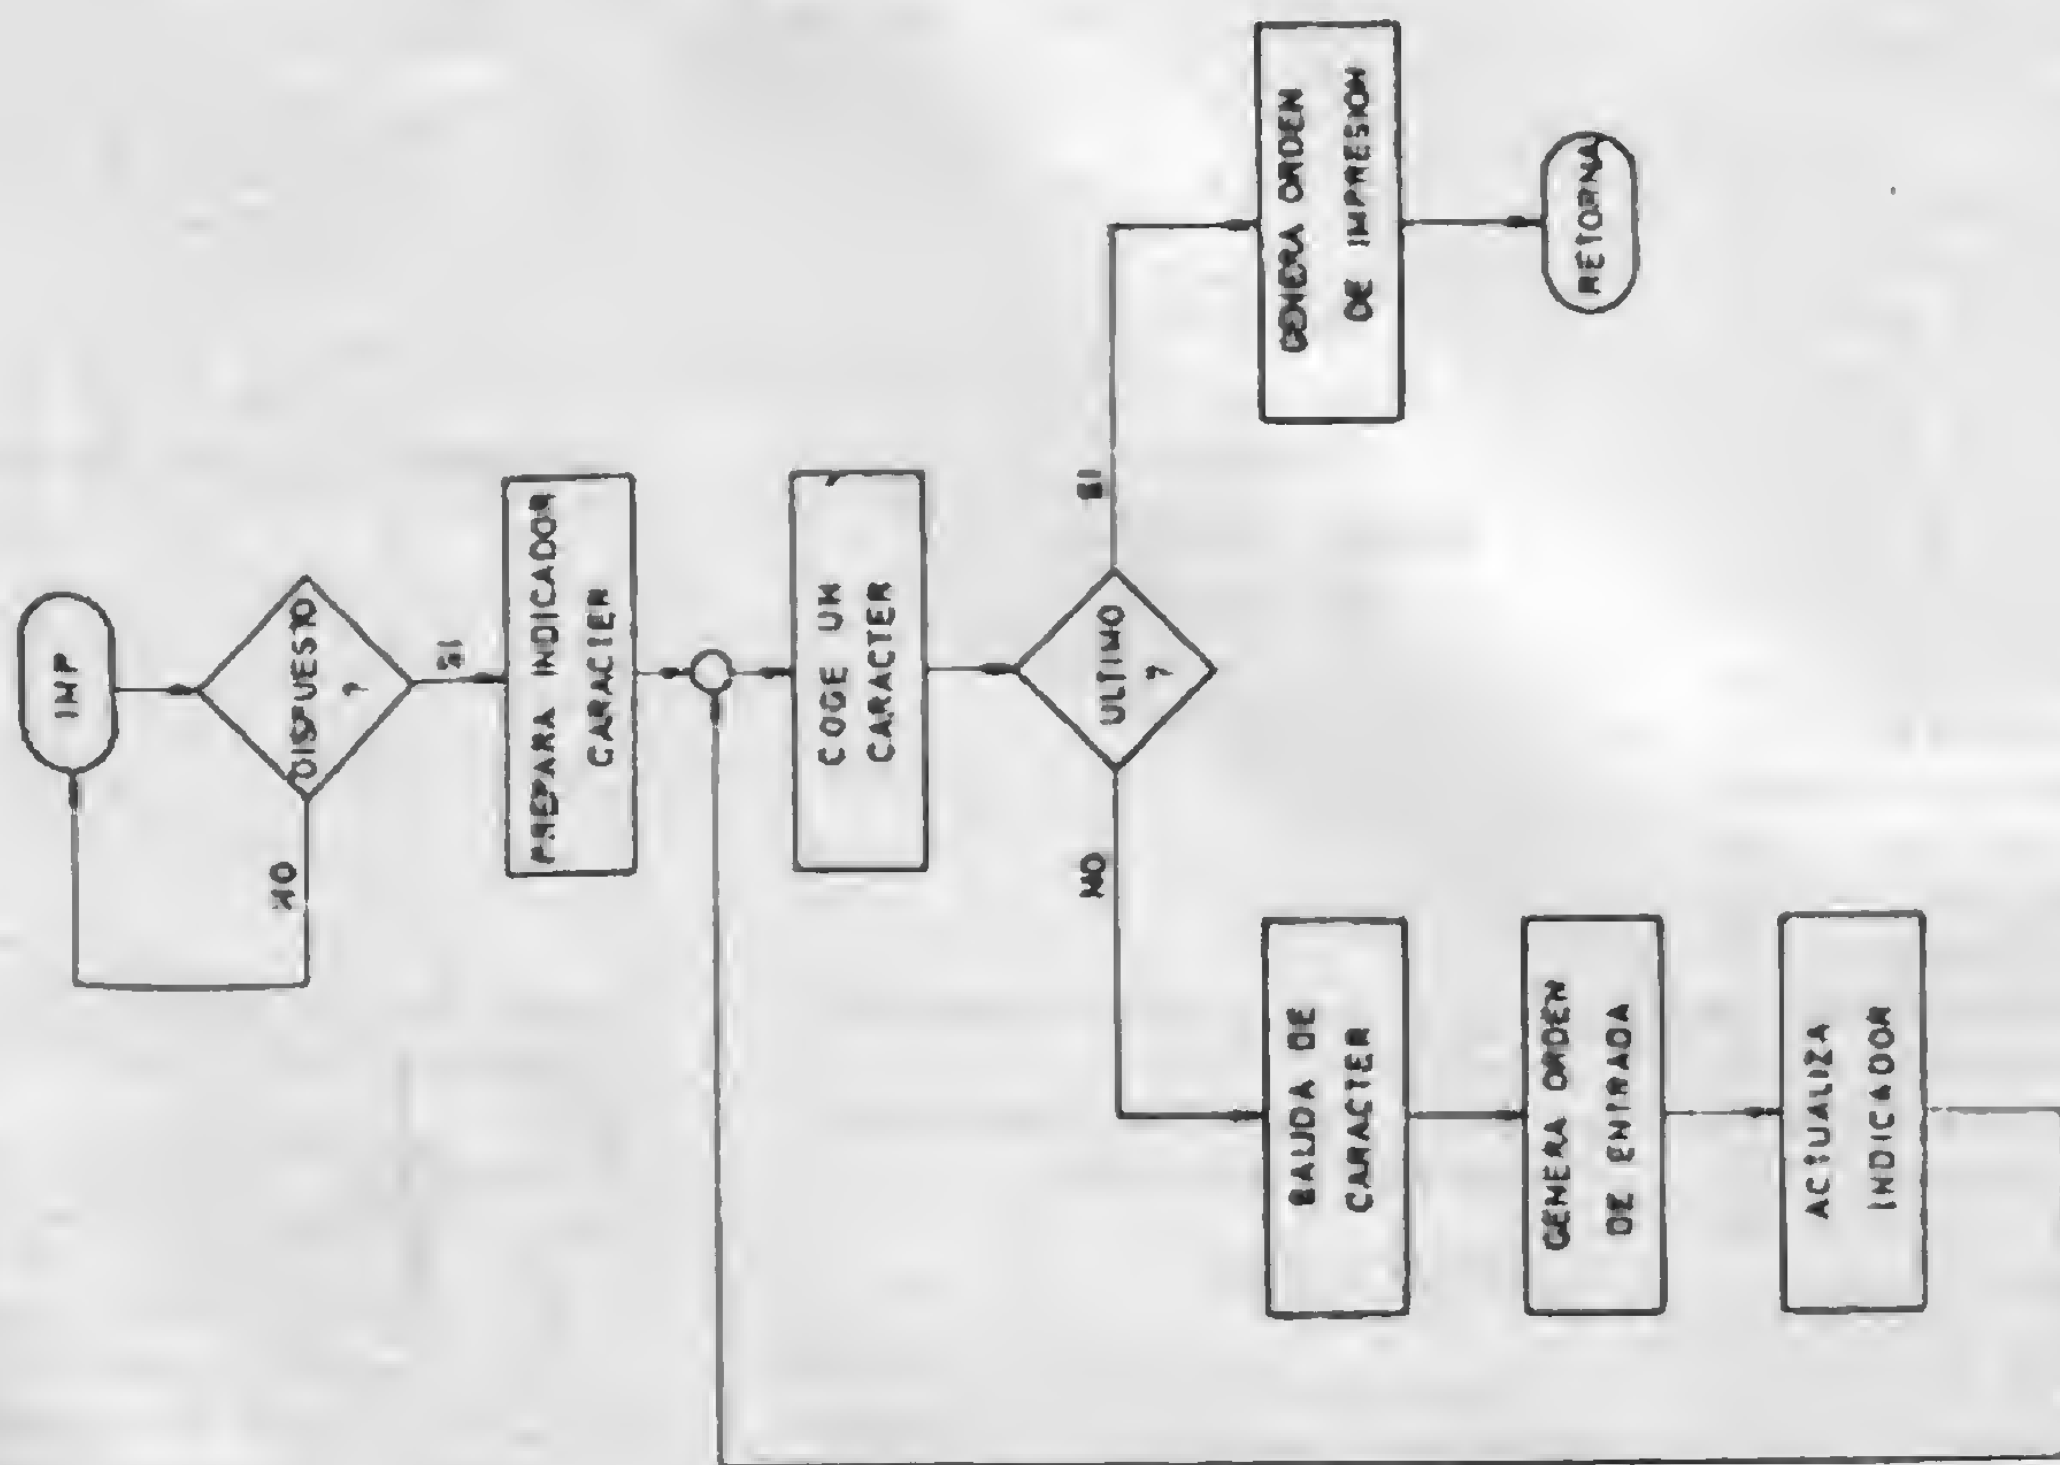 IMP
DISPUESTO
?
NO
SI
PREPARA INDICADOR
CARACTER
COGE UN
CARACTER
ULTIMO
?
SI
NO
GENERA ORDEN
DE IMPRESION
RETORNA
SALIDA DE
CARACTER
GENERA ORDEN
DE ENTRADA
ACTUALIZA
INDICADOR